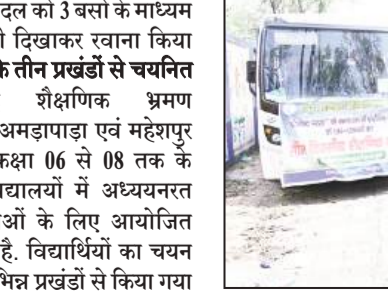 दल को 3 बसों के माध्यम
दिखाकर रवाना किया
के तीन प्रखंडों से चयनित
शैक्षणिक भ्रमण
अमड़ापाड़ा एवं महेशपुर
कक्षा 06 से 08 तक के
द्यालयों में अध्ययनरत
ओं के लिए आयोजित
है. विद्यार्थियों का चयन
भिन्न प्रखंडों से किया गया